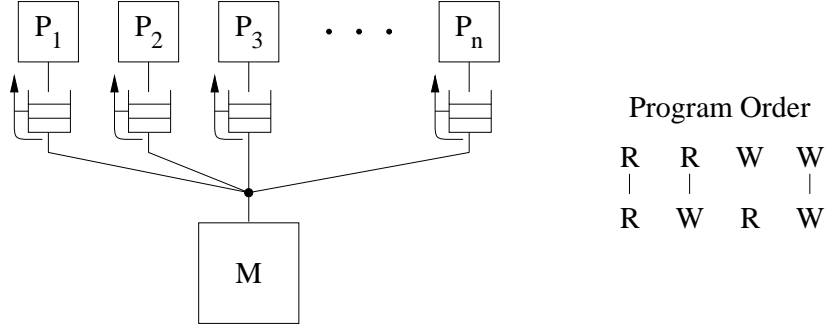 P1 P2 P3 . . . Pn
Program Order
R R W W
R W R W
M